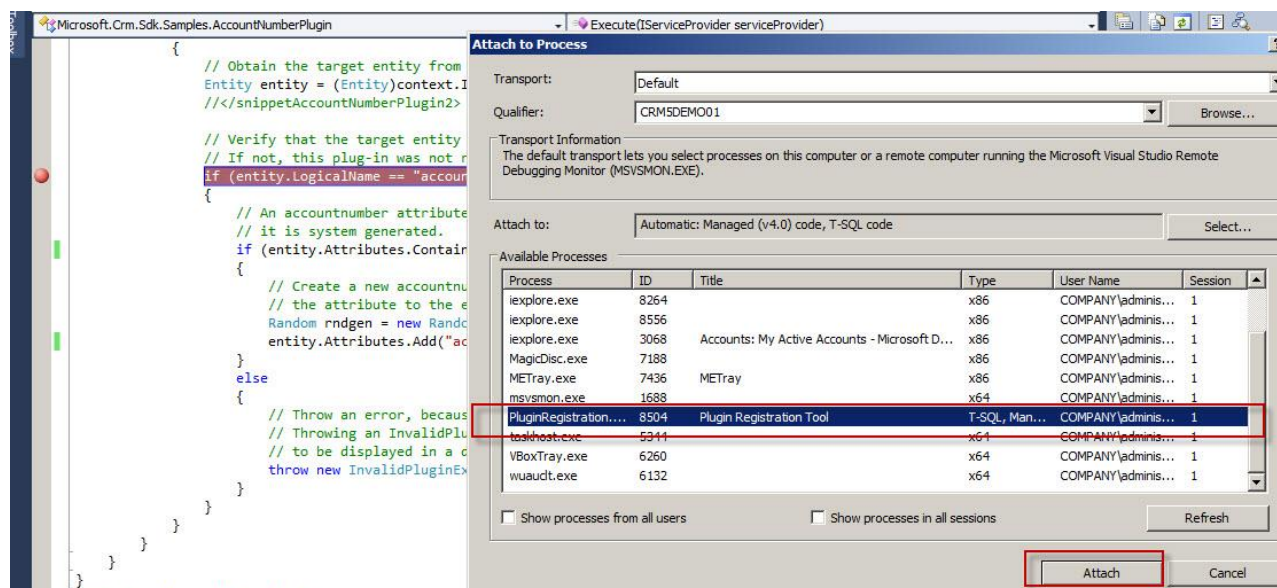 Microsoft.Crm.Sdk.Samples.AccountNumberPlugin
Execute(IServiceProvider serviceProvider)
{
// Obtain the target entity from
Entity entity = (Entity)context.I
//</snippetAccountNumberPlugin2>
// Verify that the target entity
// If not, this plug-in was not r
if (entity.LogicalName == "accoun
{
// An accountnumber attribute
// it is system generated.
if (entity.Attributes.Contain
{
// Create a new accountnu
// the attribute to the e
Random rndgen = new Rando
entity.Attributes.Add("ac
}
else
{
// Throw an error, becaus
// Throwing an InvalidPlu
// to be displayed in a d
throw new InvalidPluginEx
}
}
}
}
}
}
Attach to Process
Transport: Default
Qualifier: CRM5DEMO01 Browse...
Transport Information
The default transport lets you select processes on this computer or a remote computer running the Microsoft Visual Studio Remote
Debugging Monitor (MSVSMON.EXE).
Attach to: Automatic: Managed (v4.0) code, T-SQL code Select...
Available Processes
Process ID Title Type User Name Session
iexplore.exe 8264 x86 COMPANY\adminis... 1
iexplore.exe 8556 x86 COMPANY\adminis... 1
iexplore.exe 3068 Accounts: My Active Accounts - Microsoft D... x86 COMPANY\adminis... 1
MagicDisc.exe 7188 x86 COMPANY\adminis... 1
METray.exe 7436 METray x86 COMPANY\adminis... 1
msvsmon.exe 1688 x64 COMPANY\adminis... 1
PluginRegistration.... 8504 Plugin Registration Tool T-SQL, Man... COMPANY\adminis... 1
taskhost.exe 5344 x64 COMPANY\adminis... 1
VBoxTray.exe 6260 x64 COMPANY\adminis... 1
wuauclt.exe 6132 x64 COMPANY\adminis... 1
Show processes from all users Show processes in all sessions Refresh
Attach Cancel